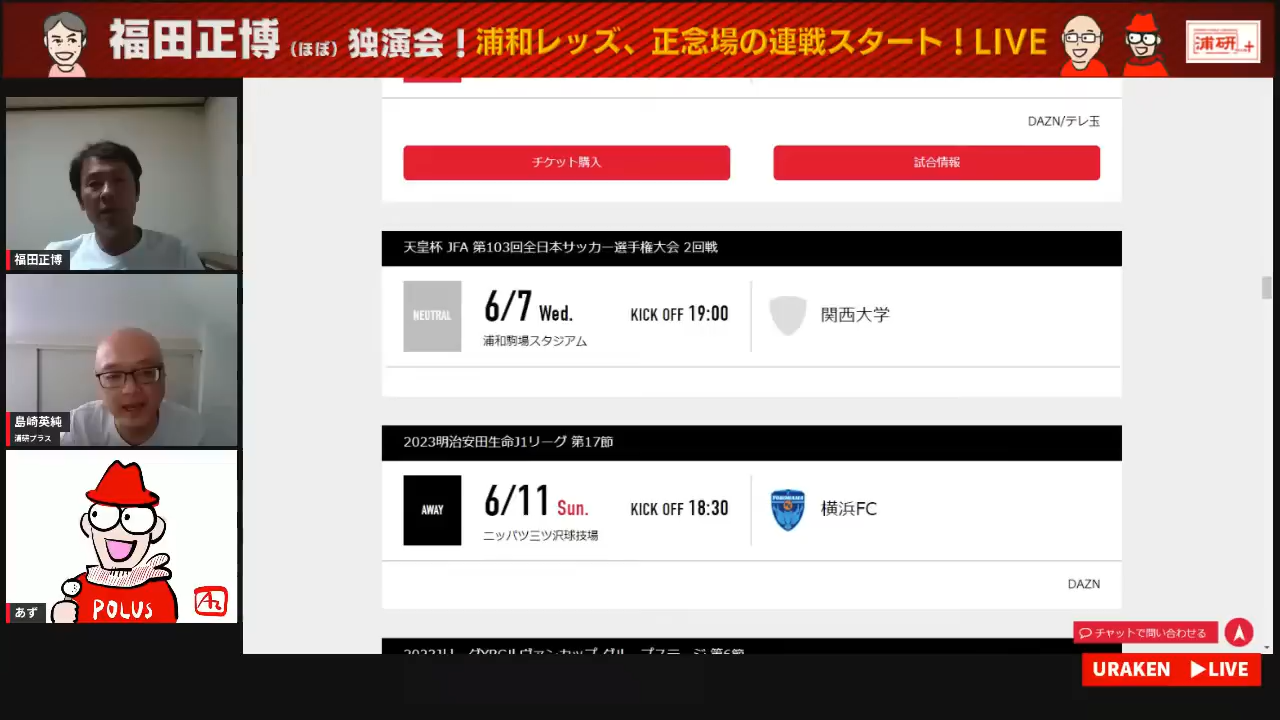 福田正博（ほぼ）独演会！浦和レッズ、正念場の連戦スタート！LIVE
浦研+
福田正博
島崎英純
浦研プラス
POLUS
あず
DAZN/テレ玉
チケット購入
試合情報
天皇杯 JFA 第103回全日本サッカー選手権大会 2回戦
NEUTRAL
6/7 Wed.
KICK OFF 19:00
浦和駒場スタジアム
関西大学
2023明治安田生命J1リーグ 第17節
AWAY
6/11 Sun.
KICK OFF 18:30
ニッパツ三ツ沢球技場
横浜FC
DAZN
チャットで問い合わせる
URAKEN ▶LIVE